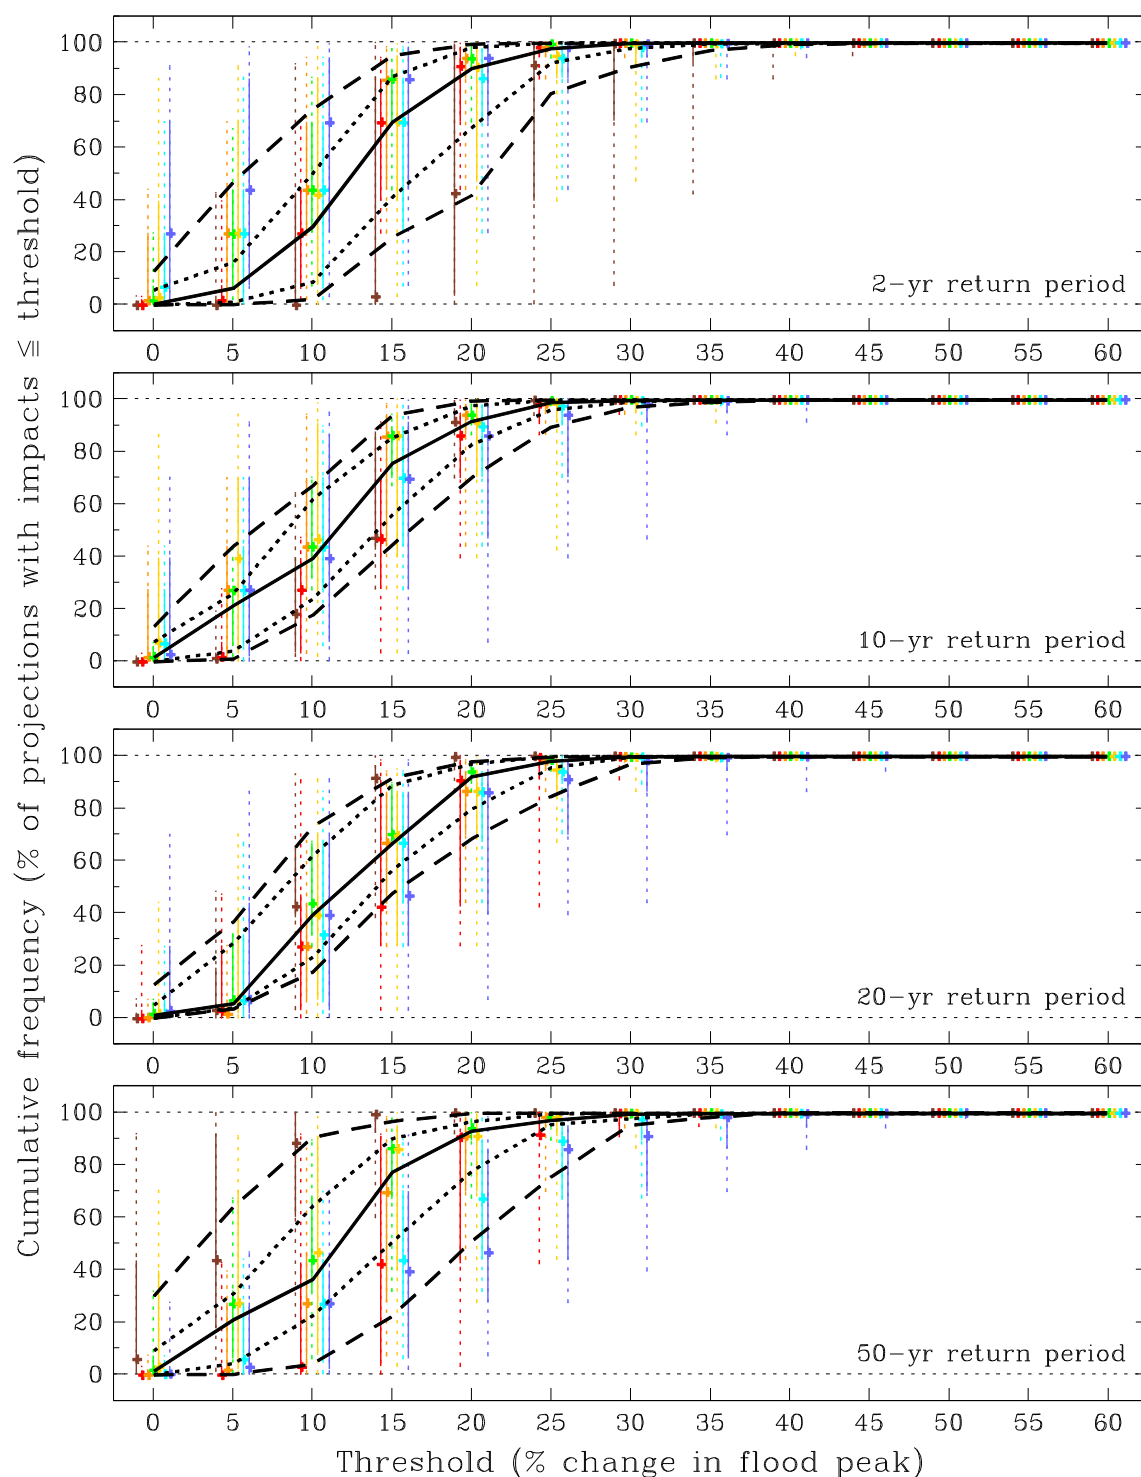 Cumulative frequency (% of projections with impacts ≦ threshold)
100
80
60
40
20
0
2-yr return period
0 5 10 15 20 25 30 35 40 45 50 55 60
100
80
60
40
20
0
10-yr return period
0 5 10 15 20 25 30 35 40 45 50 55 60
100
80
60
40
20
0
20-yr return period
0 5 10 15 20 25 30 35 40 45 50 55 60
100
80
60
40
20
0
50-yr return period
0 5 10 15 20 25 30 35 40 45 50 55 60
Threshold (% change in flood peak)